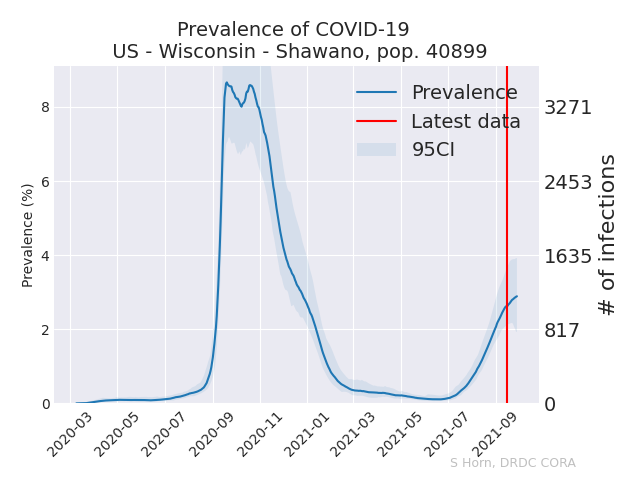 Prevalence of COVID-19
US - Wisconsin - Shawano, pop. 40899
Prevalence
Latest data
95CI
Prevalence (%)
8
6
4
2
0
3271
2453
1635
817
0
# of infections
2020-03
2020-05
2020-07
2020-09
2020-11
2021-01
2021-03
2021-05
2021-07
2021-09
S Horn, DRDC CORA